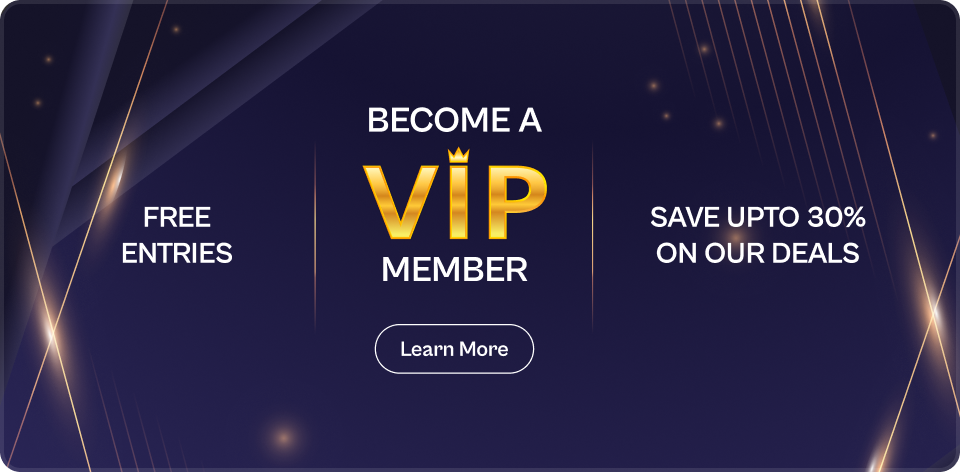 FREE
ENTRIES
BECOME A
VIP
MEMBER
Learn More
SAVE UPTO 30%
ON OUR DEALS